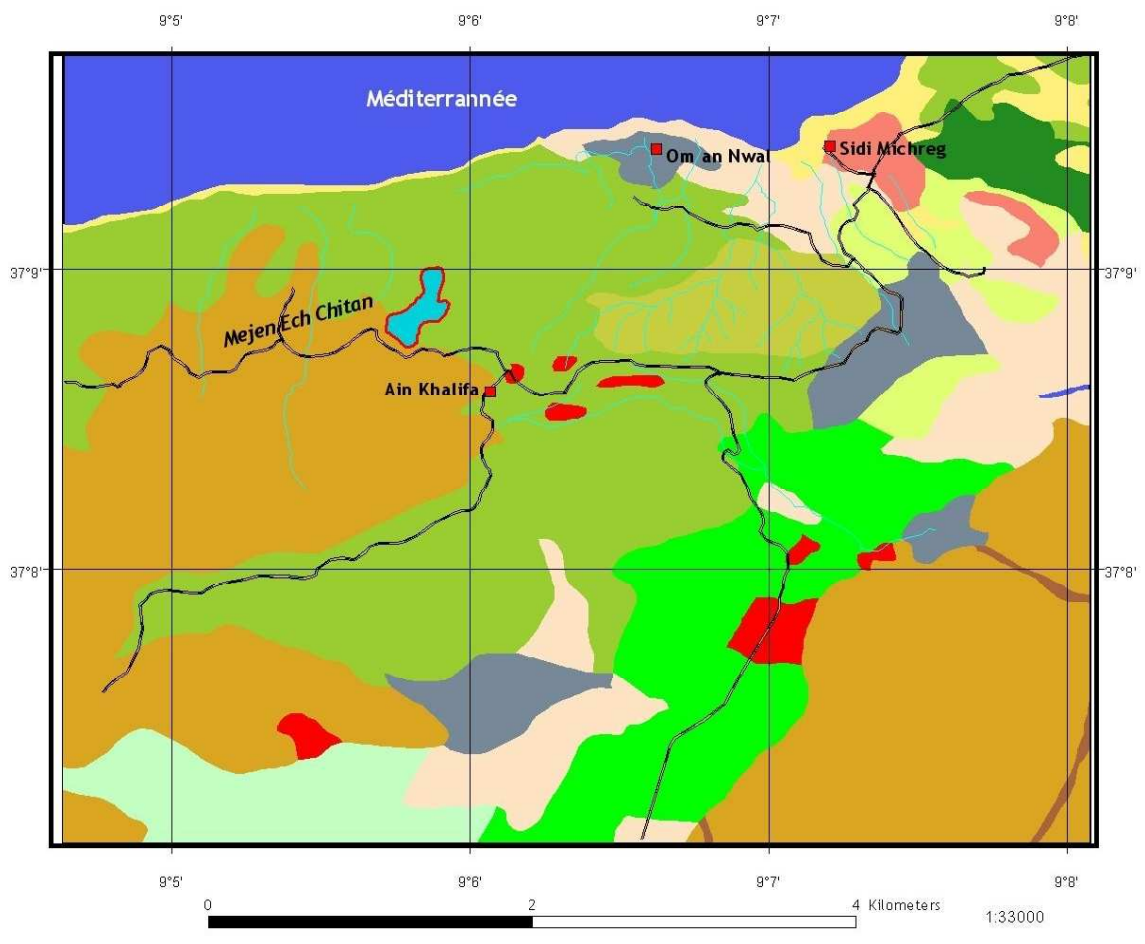 9°5' 9°6' 9°7' 9°8'
Méditerrannée
Om an Nwal
Sidi Michreg
37°9' 37°9'
Mejen Ech Chitan
Ain Khalifa
37°8' 37°8'
9°5' 9°6' 9°7' 9°8'
0 2 4 Kilometers
1:33000